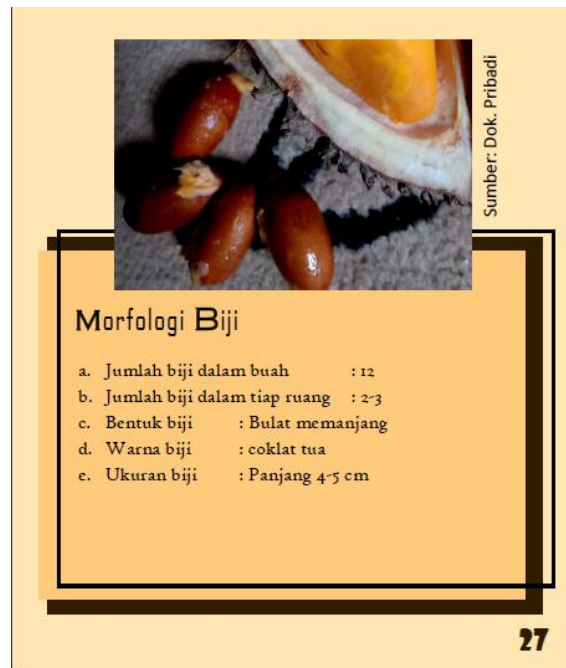 Sumber: Dok. Pribadi
Morfologi Biji
a. Jumlah biji dalam buah : 12
b. Jumlah biji dalam tiap ruang : 2-3
c. Bentuk biji : Bulat memanjang
d. Warna biji : coklat tua
e. Ukuran biji : Panjang 4-5 cm
27